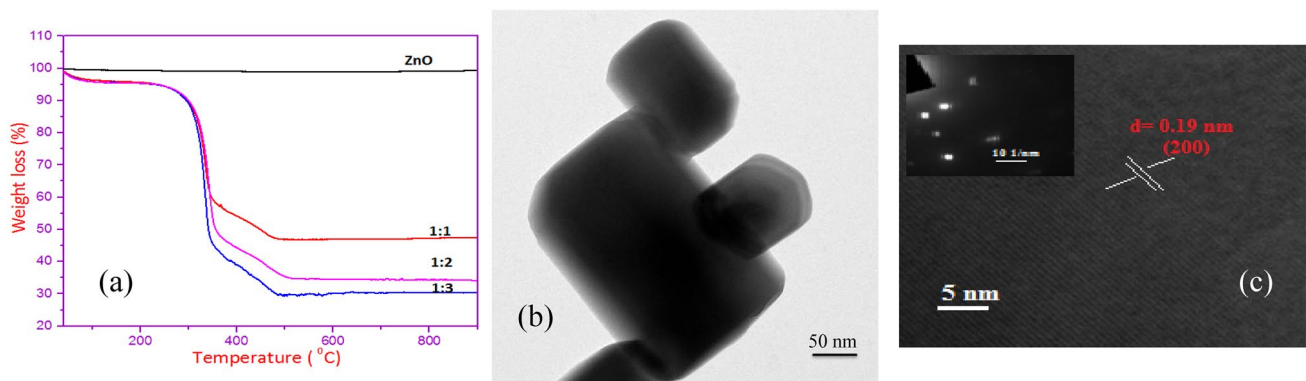 110
100
90
80
70
60
50
40
30
20
Weight loss (%)
ZnO
1:1
1:2
1:3
(a)
200
400
600
800
Temperature ( °C)
(b)
50 nm
10 1/nm
d= 0.19 nm
(200)
5 nm
(c)